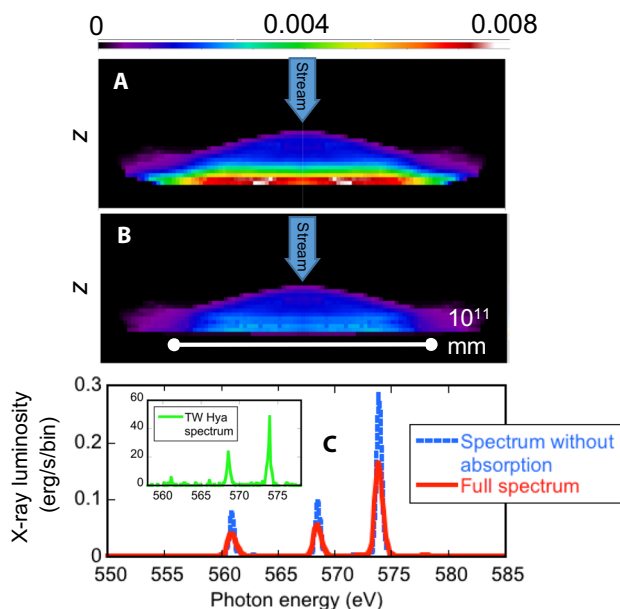 0 0.004 0.008
A
Stream
Z
B
Stream
Z
10¹¹
mm
0.3
0.2
0.1
0
X-ray luminosity
(erg/s/bin)
60
40
20
0
TW Hya
spectrum
560 565 570 575
C
Spectrum without
absorption
Full spectrum
550 555 560 565 570 575 580 585
Photon energy (eV)